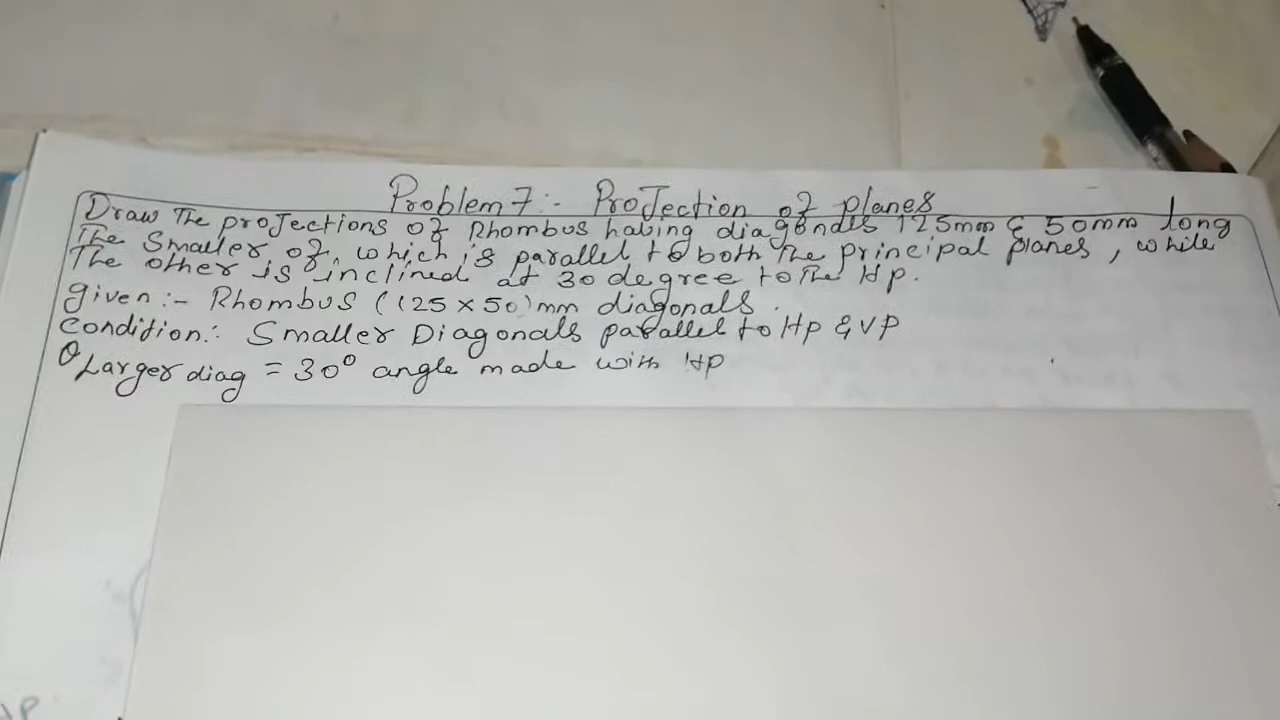 Problem 7:- ProJection of planes
Draw The proJections of Rhombus having diagonals 125mm & 50mm long
The Smaller of, which is parallel to both The principal planes, while
The other is inclined at 30 degree to The Hp.
given:- Rhombus (125 x 50) mm diagonals.
Condition:- Smaller Diagonals parallel to Hp & VP
θ Larger diag = 30° angle made with Hp